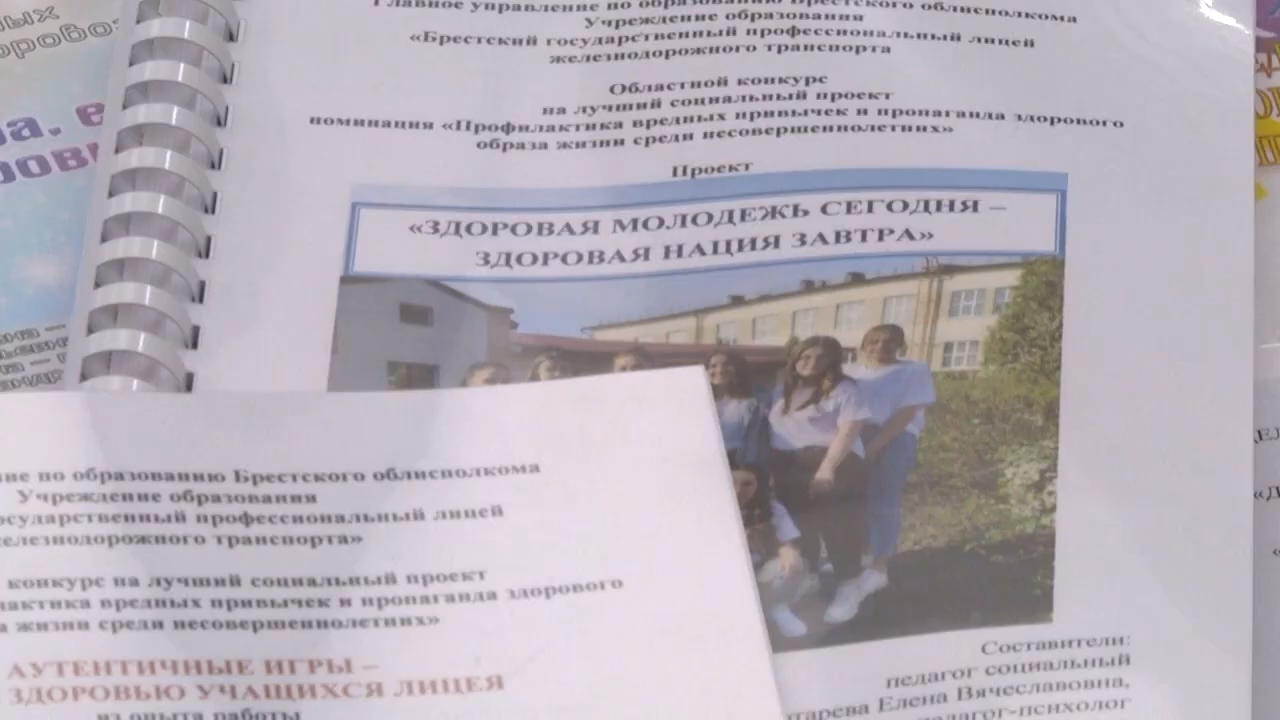 Главное управление по образованию Брестского облисполкома
Учреждение образования
«Брестский государственный профессиональный лицей
железнодорожного транспорта
Областной конкурс
на лучший социальный проект
номинация «Профилактика вредных привычек и пропаганда здорового
образа жизни среди несовершеннолетних»
Проект
«ЗДОРОВАЯ МОЛОДЕЖЬ СЕГОДНЯ –
ЗДОРОВАЯ НАЦИЯ ЗАВТРА»
Составители:
педагог социальный
тарева Елена Вячеславовна,
педагог-психолог
ие по образованию Брестского облисполкома
Учреждение образования
осударственный профессиональный лицей
железнодорожного транспорта»
конкурс на лучший социальный проект
лактика вредных привычек и пропаганда здорового
а жизни среди несовершеннолетних»
АУТЕНТИЧНЫЕ ИГРЫ –
ЗДОРОВЬЮ УЧАЩИХСЯ ЛИЦЕЯ
из опыта работы